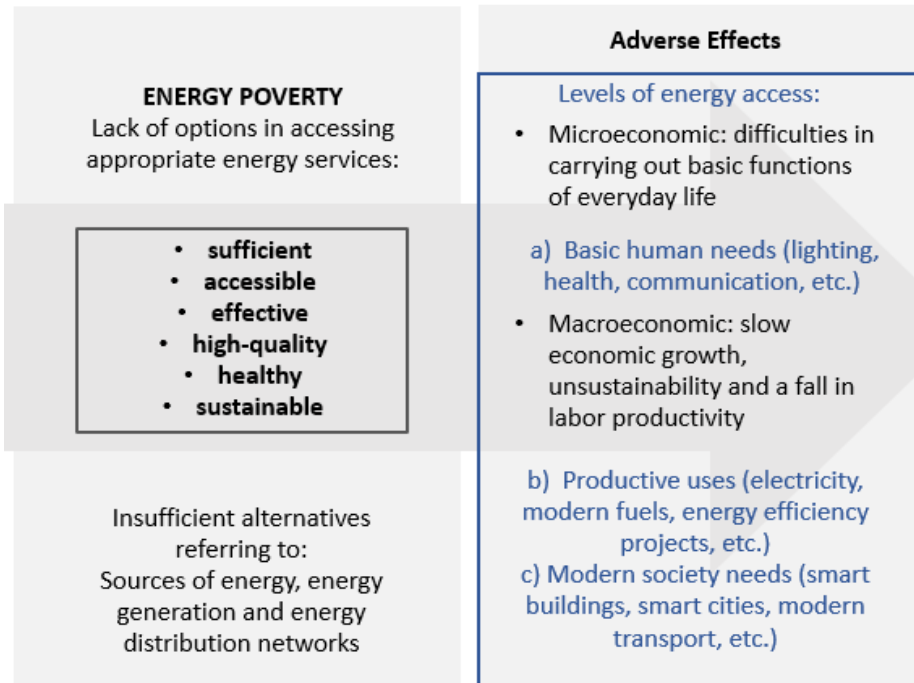 ENERGY POVERTY
Lack of options in accessing
appropriate energy services:
• sufficient
• accessible
• effective
• high-quality
• healthy
• sustainable
Insufficient alternatives
referring to:
Sources of energy, energy
generation and energy
distribution networks
Adverse Effects
Levels of energy access:
• Microeconomic: difficulties in
carrying out basic functions
of everyday life
a) Basic human needs (lighting,
health, communication, etc.)
• Macroeconomic: slow
economic growth,
unsustainability and a fall in
labor productivity
b) Productive uses (electricity,
modern fuels, energy efficiency
projects, etc.)
c) Modern society needs (smart
buildings, smart cities, modern
transport, etc.)